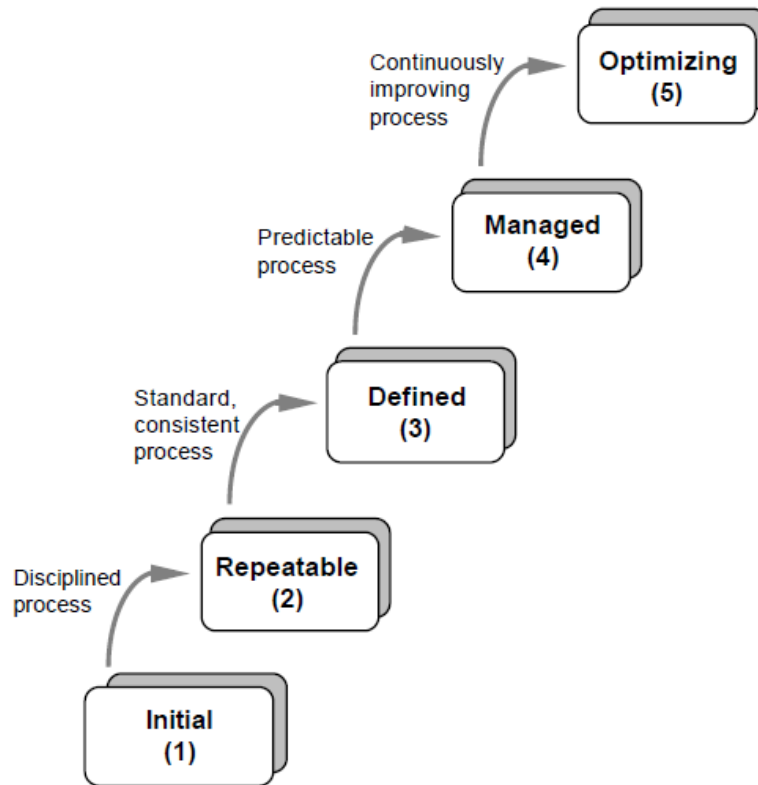 Continuously
improving
process
Optimizing
(5)
Predictable
process
Managed
(4)
Standard,
consistent
process
Defined
(3)
Disciplined
process
Repeatable
(2)
Initial
(1)